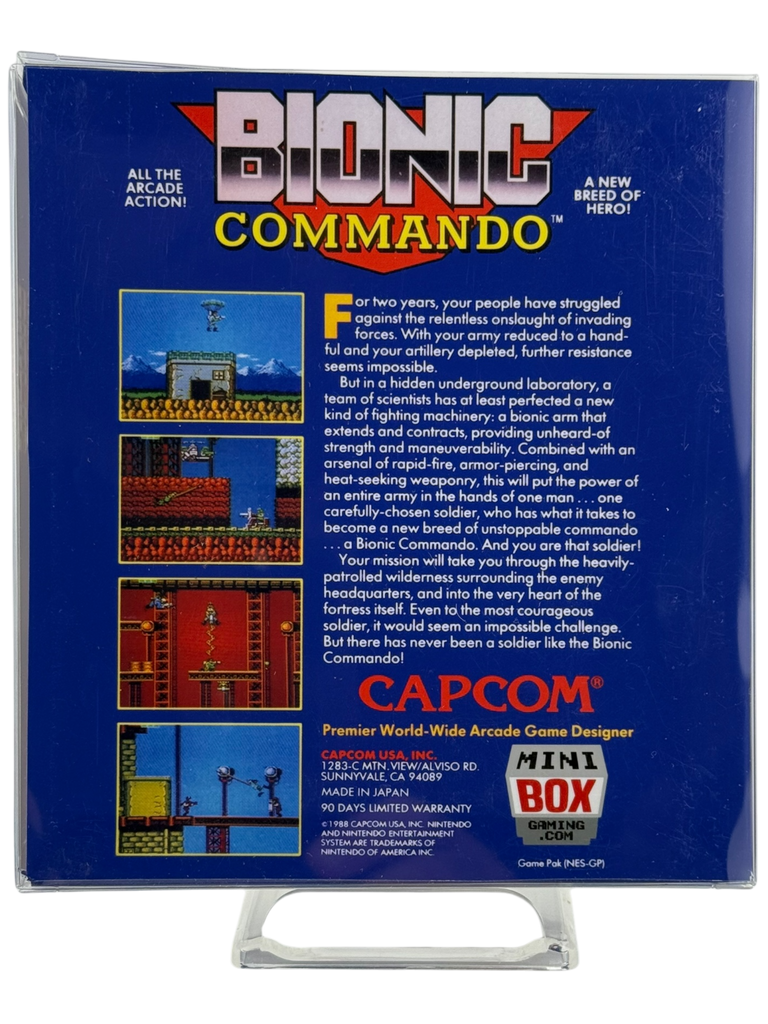 BIONIC
COMMANDO™
ALL THE
ARCADE
ACTION!
A NEW
BREED OF
HERO!
For two years, your people have struggled
against the relentless onslaught of invading
forces. With your army reduced to a hand-
ful and your artillery depleted, further resistance
seems impossible.
But in a hidden underground laboratory, a
team of scientists has at least perfected a new
kind of fighting machinery: a bionic arm that
extends and contracts, providing unheard-of
strength and maneuverability. Combined with an
arsenal of rapid-fire, armor-piercing, and
heat-seeking weaponry, this will put the power of
an entire army in the hands of one man . . . one
carefully-chosen soldier, who has what it takes to
become a new breed of unstoppable commando
. . . a Bionic Commando. And you are that soldier!
Your mission will take you through the heavily-
patrolled wilderness surrounding the enemy
headquarters, and into the very heart of the
fortress itself. Even to the most courageous
soldier, it would seem an impossible challenge.
But there has never been a soldier like the Bionic
Commando!
CAPCOM®
Premier World-Wide Arcade Game Designer
CAPCOM USA, INC.
1283-C MTN. VIEW/ALVISO RD.
SUNNYVALE, CA 94089
MADE IN JAPAN
90 DAYS LIMITED WARRANTY
© 1988 CAPCOM USA, INC. NINTENDO
AND NINTENDO ENTERTAINMENT
SYSTEM ARE TRADEMARKS OF
NINTENDO OF AMERICA INC.
MINI
BOX
GAMING
.COM
Game Pak (NES-GP)